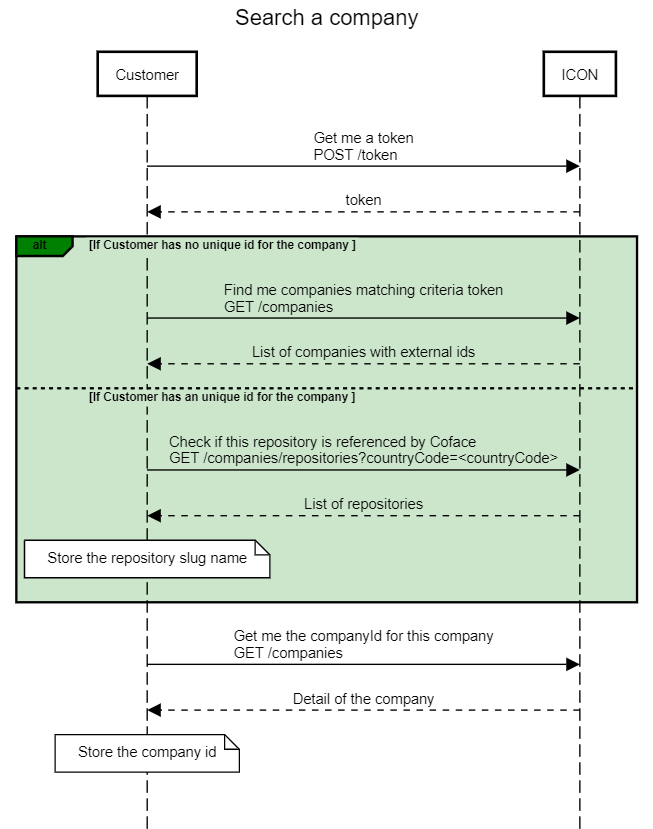 Search a company
Customer
ICON
Get me a token
POST /token
token
alt
[If Customer has no unique id for the company ]
Find me companies matching criteria token
GET /companies
List of companies with external ids
[If Customer has an unique id for the company ]
Check if this repository is referenced by Coface
GET /companies/repositories?countryCode=<countryCode>
List of repositories
Store the repository slug name
Get me the companyId for this company
GET /companies
Detail of the company
Store the company id